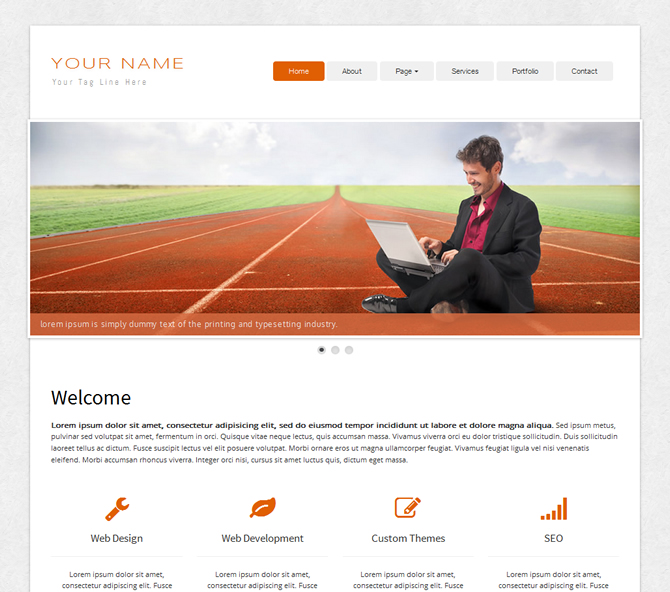 YOUR NAME
Your Tag Line Here
Home About Page Services Portfolio Contact
lorem ipsum is simply dummy text of the printing and typesetting industry.
Welcome
Lorem ipsum dolor sit amet, consectetur adipisicing elit, sed do eiusmod tempor incididunt ut labore et dolore magna aliqua. Sed ipsum metus,
pulvinar sed volutpat sit amet, fermentum in orci. Quisque vitae neque lectus, quis accumsan massa. Vivamus viverra orci eu dolor tristique sollicitudin. Duis sollicitudin
laoreet tellus ac dictum. Fusce suscipit lectus vel elit posuere volutpat. Morbi ornare eros ut magna ullamcorper feugiat. Vivamus feugiat ligula vel nisi venenatis
eleifend. Morbi accumsan rhoncus viverra. Integer orci nisi, cursus sit amet luctus quis, dictum eget massa.
Web Design
Lorem ipsum dolor sit amet,
consectetur adipiscing elit. Fusce
Web Development
Lorem ipsum dolor sit amet,
consectetur adipiscing elit. Fusce
Custom Themes
Lorem ipsum dolor sit amet,
consectetur adipiscing elit. Fusce
SEO
Lorem ipsum dolor sit amet,
consectetur adipiscing elit. Fusce